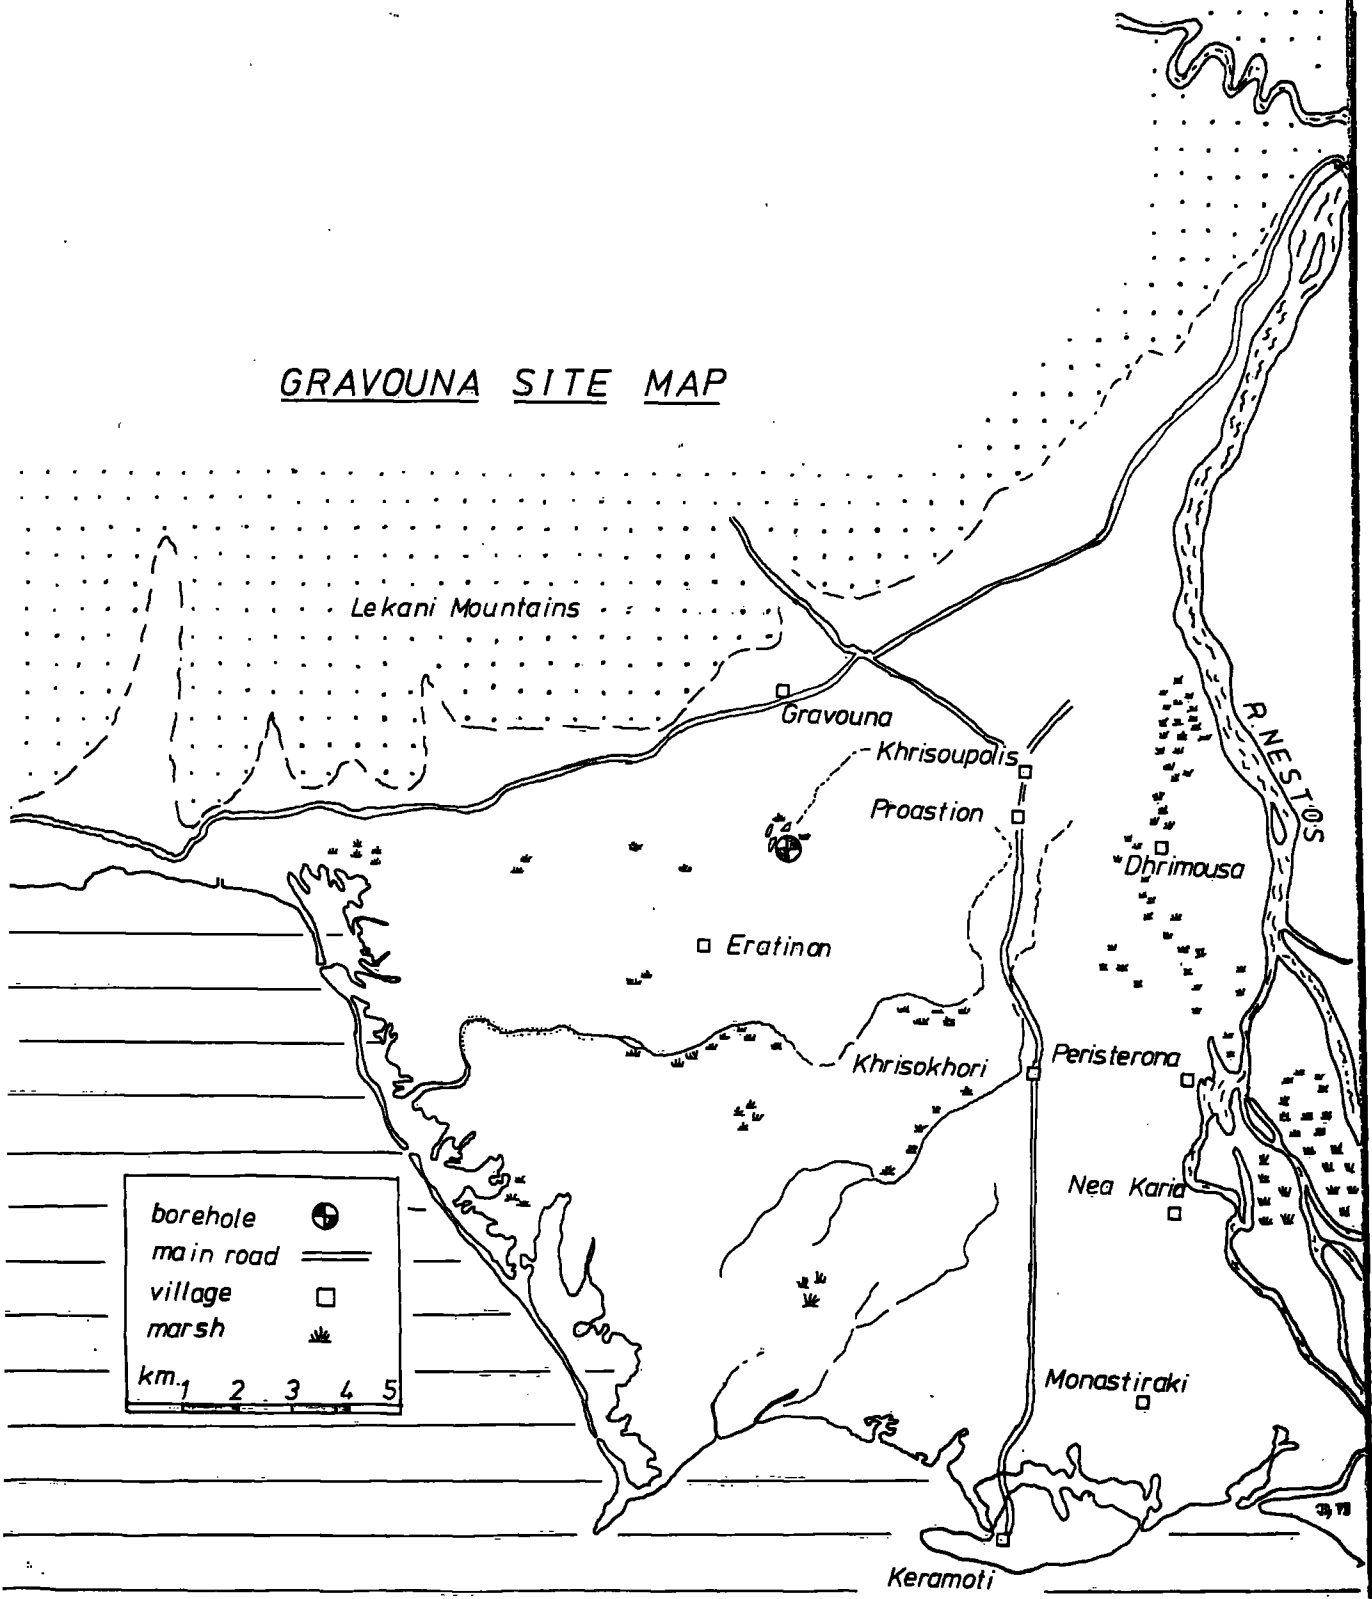 GRAVOUNA SITE MAP
Lekani Mountains
Gravouna
Khrisoupolis
Proastion
R. NESTOS
Dhrimousa
Eratinon
Peristerona
Khrisokhori
Nea Karia
borehole
main road
village
marsh
km. 1 2 3 4 5
Monastiraki
Keramoti